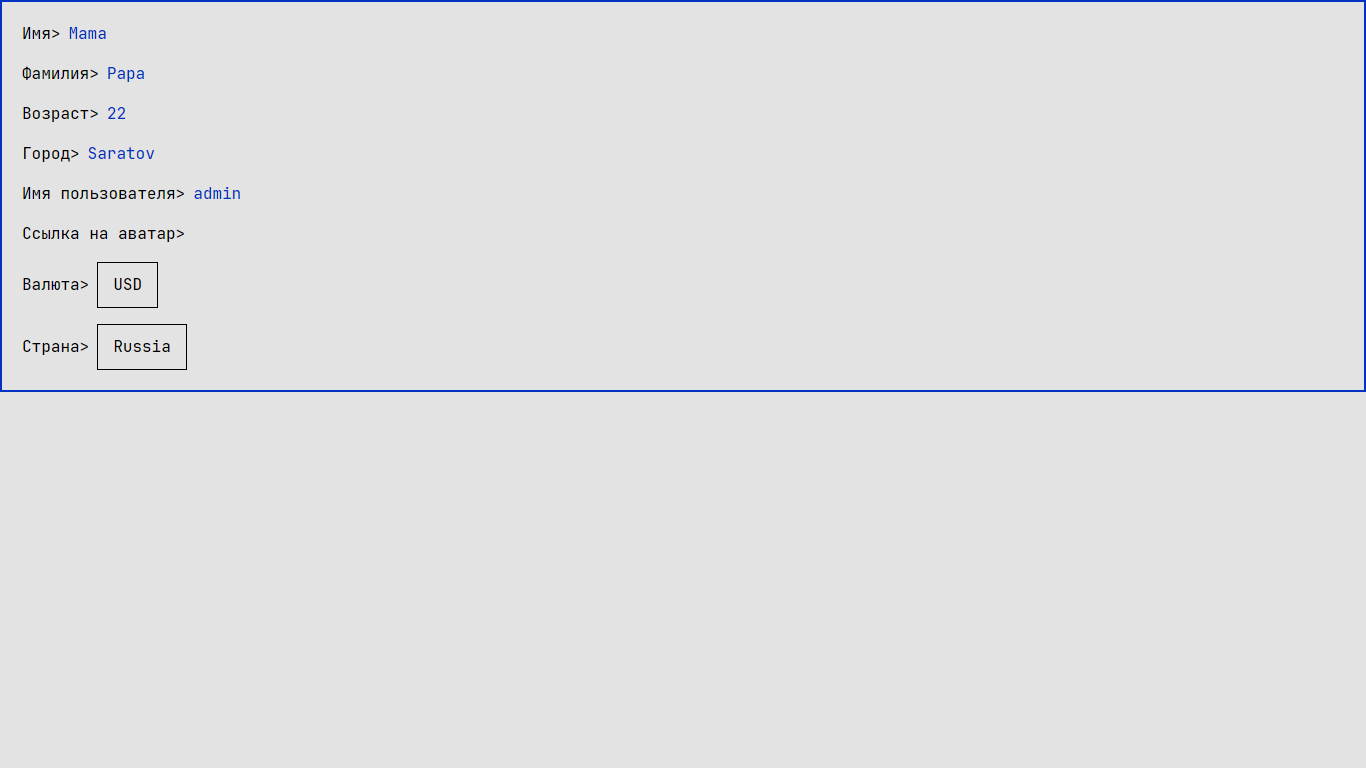 Имя> Mama
Фамилия> Papa
Возраст> 22
Город> Saratov
Имя пользователя> admin
Ссылка на аватар>
Валюта> USD
Страна> Russia